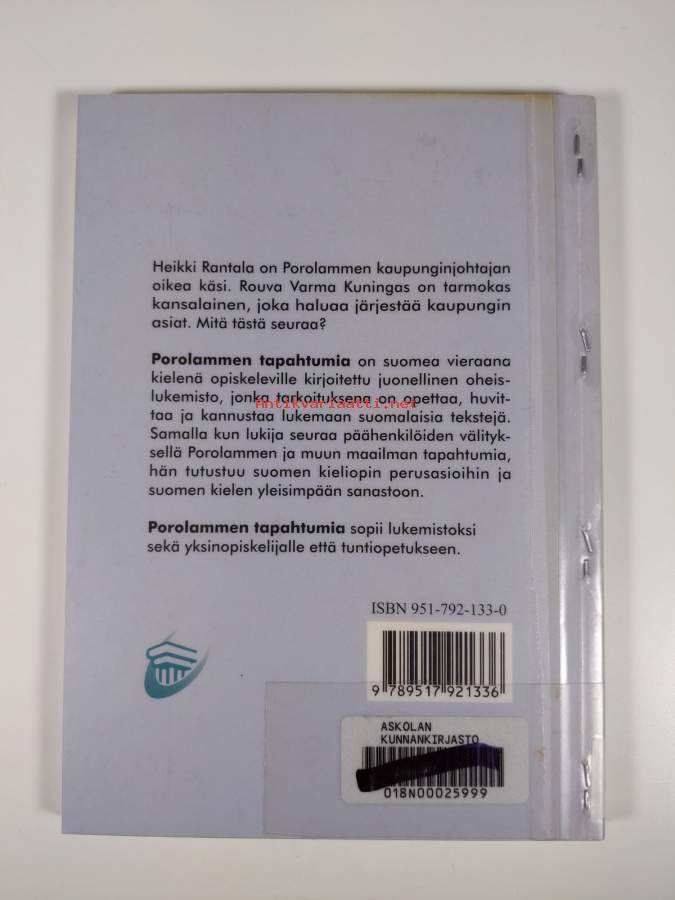 Heikki Rantala on Porolammen kaupunginjohtajan
oikea käsi. Rouva Varma Kuningas on tarmokas
kansalainen, joka haluaa järjestää kaupungin
asiat. Mitä tästä seuraa?
Porolammen tapahtumia on suomea vieraana
kielenä opiskeleville kirjoitettu juonellinen oheis-
lukemisto, jonka tarkoituksena on opettaa, huvit-
Antikvariaatti.net
taa ja kannustaa lukemaan suomalaisia tekstejä.
Samalla kun lukija seuraa päähenkilöiden välityk-
sellä Porolammen ja muun maailman tapahtumia,
hän tutustuu suomen kieliopin perusasioihin ja
suomen kielen yleisimpään sanastoon.
Porolammen tapahtumia sopii lukemistoksi
sekä yksinopiskelijalle että tuntiopetukseen.
ISBN 951-792-133-0
9 789517 921336
ASKOLAN
KUNNANKIRJASTO
018N00025999